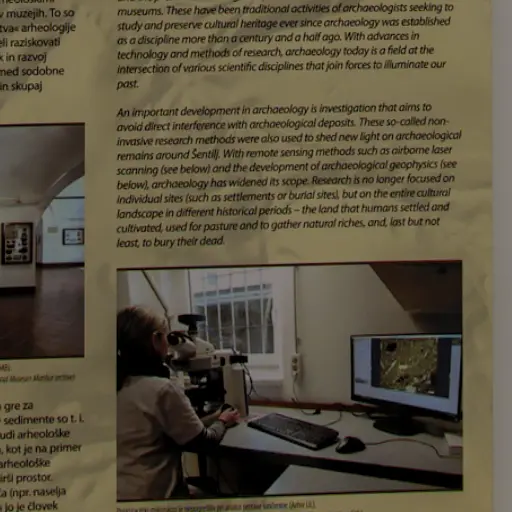 v muzejih. To so
tva« arheologije
eli raziskovati
k in razvoj
med sodobne
in skupaj
museums. These have been traditional activities of archaeologists seeking to
study and preserve cultural heritage ever since archaeology was established
as a discipline more than a century and a half ago. With advances in
technology and methods of research, archaeology today is a field at the
intersection of various scientific disciplines that join forces to illuminate our
past.
An important development in archaeology is investigation that aims to
avoid direct interference with archaeological deposits. These so-called non-
invasive research methods were also used to shed new light on archaeological
remains around Šentilj. With remote sensing methods such as airborne laser
scanning (see below) and the development of archaeological geophysics (see
below), archaeology has widened its scope. Research is no longer focused on
individual sites (such as settlements or burial sites), but on the entire cultural
landscape in different historical periods – the land that humans settled and
cultivated, used for pasture and to gather natural riches, and, last but not
least, to bury their dead.
gre za
sedimente so t. i.
udi arheološke
, kot je na primer
arheološke
širši prostor.
a (npr. naselja
jo je človek